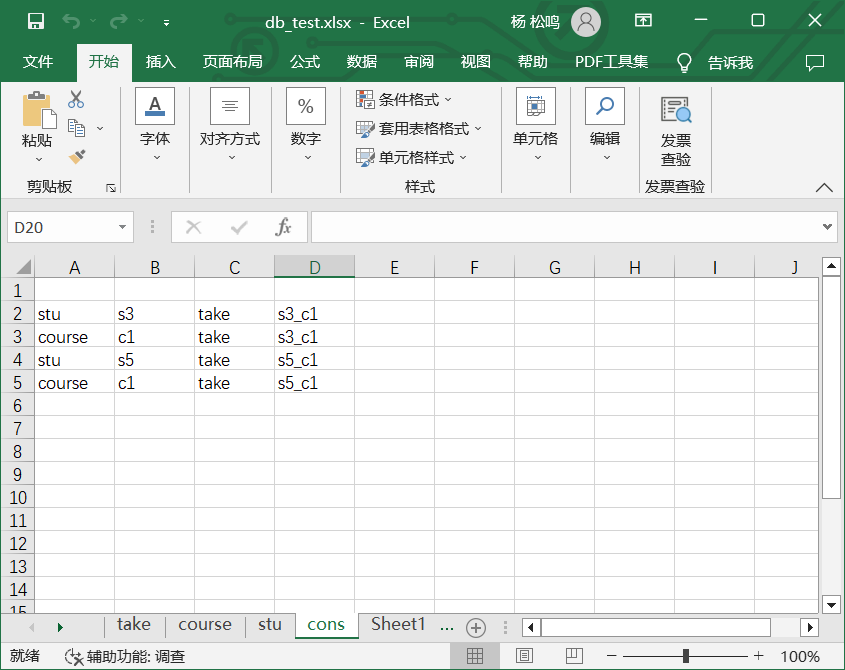 db_test.xlsx - Excel 杨 松鸣
文件 开始 插入 页面布局 公式 数据 审阅 视图 帮助 PDF工具集 告诉我
粘贴
剪贴板
A
字体
对齐方式
%
数字
条件格式
套用表格格式
单元格样式
样式
单元格
编辑
发票
查验
发票查验
D20 fx
A B C D E F G H I J
1
2 stu s3 take s3_c1
3 course c1 take s3_c1
4 stu s5 take s5_c1
5 course c1 take s5_c1
6
7
8
9
10
11
12
13
14
15
take course stu cons Sheet1 ...
就绪 辅助功能: 调查 100%